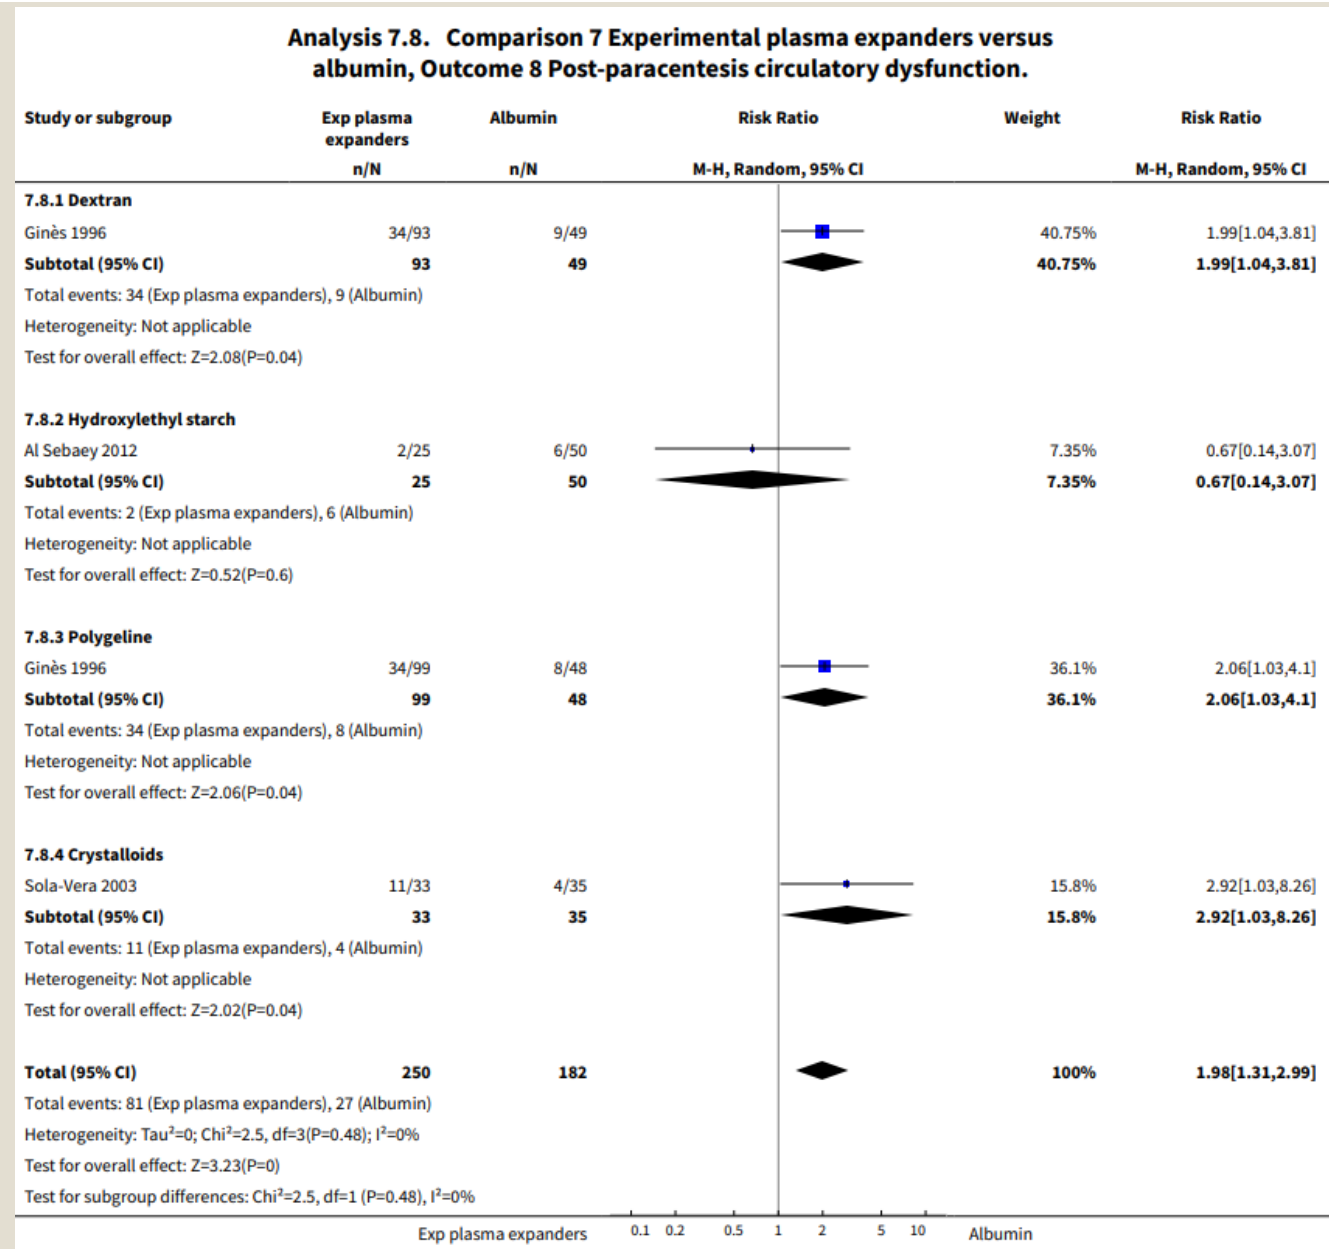 Analysis 7.8. Comparison 7 Experimental plasma expanders versus
albumin, Outcome 8 Post-paracentesis circulatory dysfunction.
Study or subgroup Exp plasma expanders Albumin Risk Ratio Weight Risk Ratio
n/N n/N M-H, Random, 95% CI M-H, Random, 95% CI
7.8.1 Dextran
Ginès 1996 34/93 9/49 40.75% 1.99[1.04,3.81]
Subtotal (95% CI) 93 49 40.75% 1.99[1.04,3.81]
Total events: 34 (Exp plasma expanders), 9 (Albumin)
Heterogeneity: Not applicable
Test for overall effect: Z=2.08(P=0.04)
7.8.2 Hydroxylethyl starch
Al Sebaey 2012 2/25 6/50 7.35% 0.67[0.14,3.07]
Subtotal (95% CI) 25 50 7.35% 0.67[0.14,3.07]
Total events: 2 (Exp plasma expanders), 6 (Albumin)
Heterogeneity: Not applicable
Test for overall effect: Z=0.52(P=0.6)
7.8.3 Polygeline
Ginès 1996 34/99 8/48 36.1% 2.06[1.03,4.1]
Subtotal (95% CI) 99 48 36.1% 2.06[1.03,4.1]
Total events: 34 (Exp plasma expanders), 8 (Albumin)
Heterogeneity: Not applicable
Test for overall effect: Z=2.06(P=0.04)
7.8.4 Crystalloids
Sola-Vera 2003 11/33 4/35 15.8% 2.92[1.03,8.26]
Subtotal (95% CI) 33 35 15.8% 2.92[1.03,8.26]
Total events: 11 (Exp plasma expanders), 4 (Albumin)
Heterogeneity: Not applicable
Test for overall effect: Z=2.02(P=0.04)
Total (95% CI) 250 182 100% 1.98[1.31,2.99]
Total events: 81 (Exp plasma expanders), 27 (Albumin)
Heterogeneity: Tau²=0; Chi²=2.5, df=3(P=0.48); I²=0%
Test for overall effect: Z=3.23(P=0)
Test for subgroup differences: Chi²=2.5, df=1 (P=0.48), I²=0%
Exp plasma expanders 0.1 0.2 0.5 1 2 5 10 Albumin